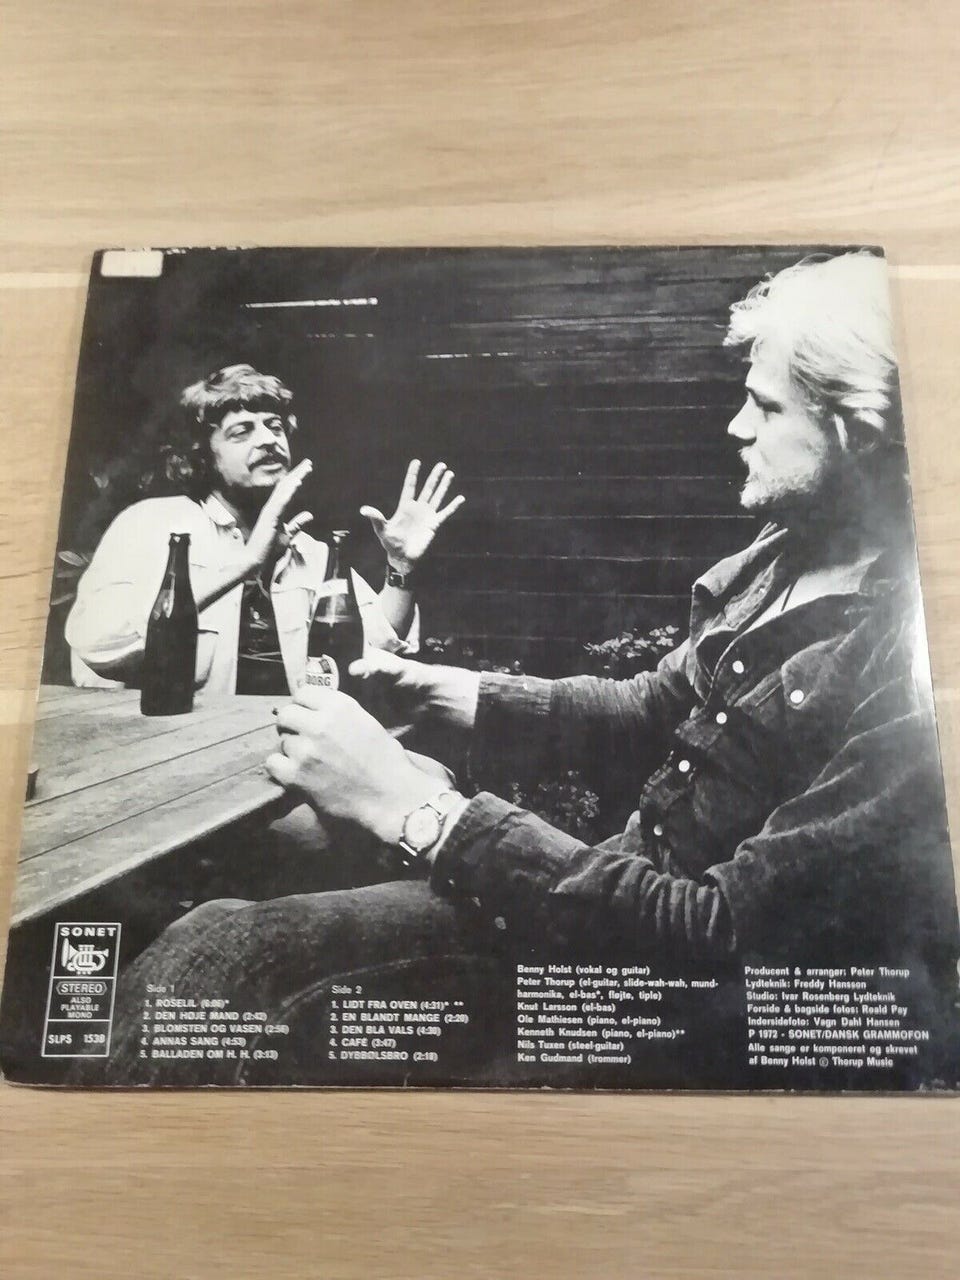 BORG
SONET
STEREO
ALSO
PLAYABLE
MONO
SLPS 1538
Side 1
1. ROSELIL (6:06)*
2. DEN HØJE MAND (2:42)
3. BLOMSTEN OG VASEN (2:56)
4. ANNAS SANG (4:53)
5. BALLADEN OM H. H. (3:13)
Side 2
1. LIDT FRA OVEN (4:31)* **
2. EN BLANDT MANGE (2:20)
3. DEN BLÅ VALS (4:30)
4. CAFÉ (3:47)
5. DYBBØLSBRO (2:18)
Benny Holst (vokal og guitar)
Peter Thorup (el-guitar, slide-wah-wah, mund-
harmonika, el-bas*, fløjte, tiple)
Knut Larsson (el-bas)
Ole Mathiesen (piano, el-piano)
Kenneth Knudsen (piano, el-piano)**
Nils Tuxen (steel-guitar)
Ken Gudmand (trommer)
Producent & arrangør: Peter Thorup
Lydteknik: Freddy Hansson
Studie: Ivar Rosenberg Lydteknik
Forside & bagside fotos: Roald Pay
Indersidefoto: Vagn Dahl Hansen
P 1972 - SONET/DANSK GRAMMOFON
Alle sange er komponeret og skrevet
af Benny Holst © Thorup Music